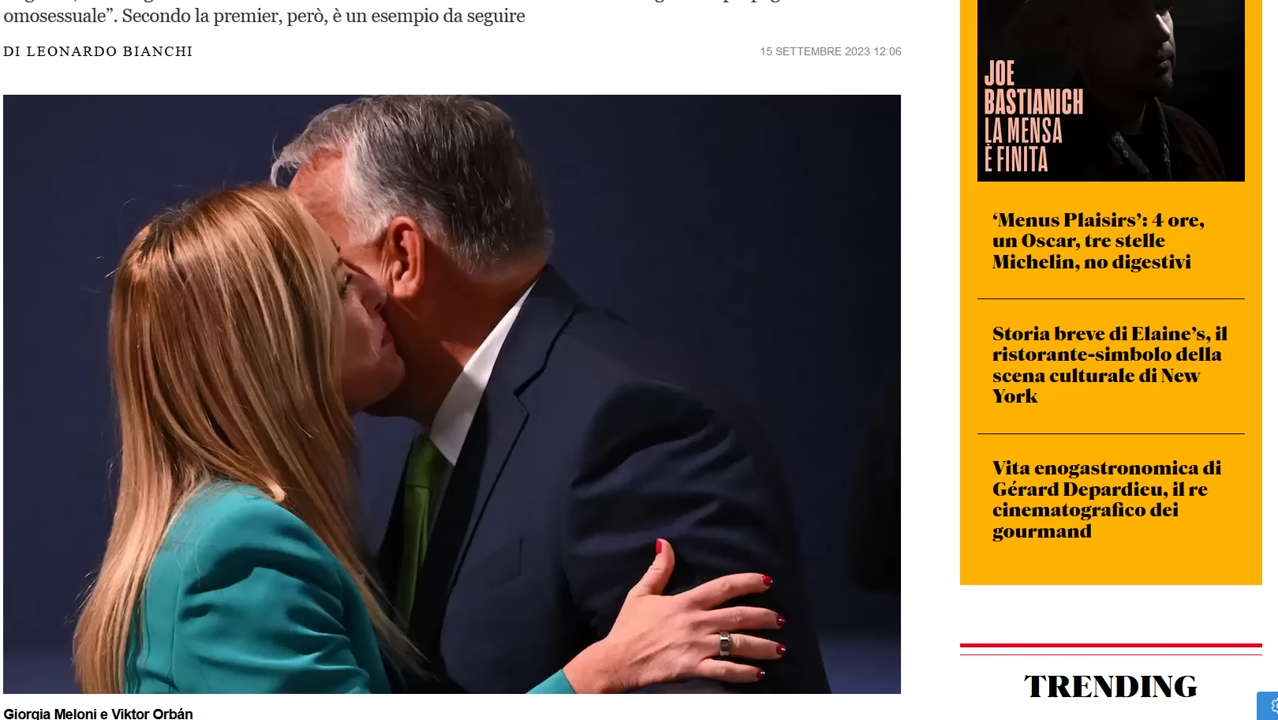 omosessuale”. Secondo la premier, però, è un esempio da seguire
DI LEONARDO BIANCHI
15 SETTEMBRE 2023 12:06
Giorgia Meloni e Viktor Orbán
JOE
BASTIANICH
LA MENSA
È FINITA
‘Menus Plaisirs’: 4 ore,
un Oscar, tre stelle
Michelin, no digestivi
Storia breve di Elaine’s, il
ristorante-simbolo della
scena culturale di New
York
Vita enogastronomica di
Gérard Depardieu, il re
cinematografico dei
gourmand
TRENDING